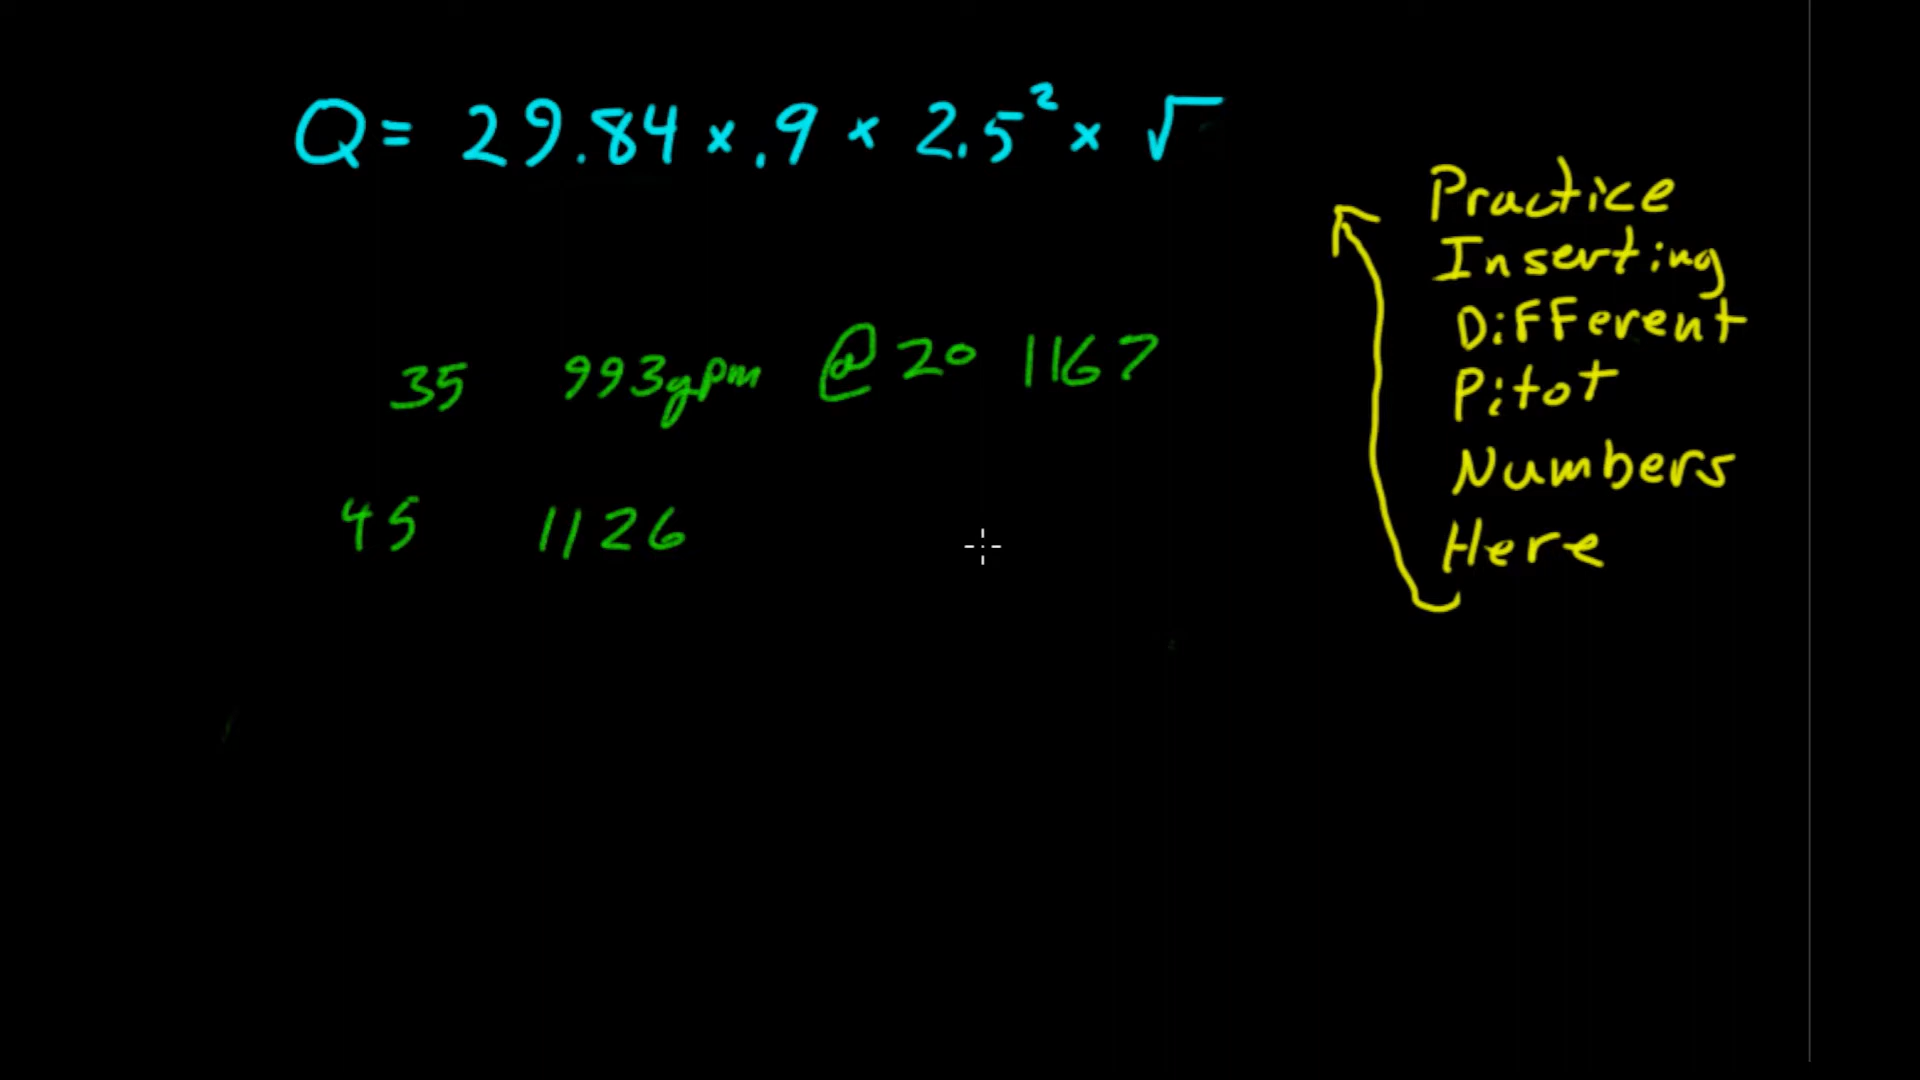 Q= 29.84 × .9 × 2.5² × √
Practice
Inserting
Different
Pitot
Numbers
Here
35 993gpm @ 20 1167
45 1126